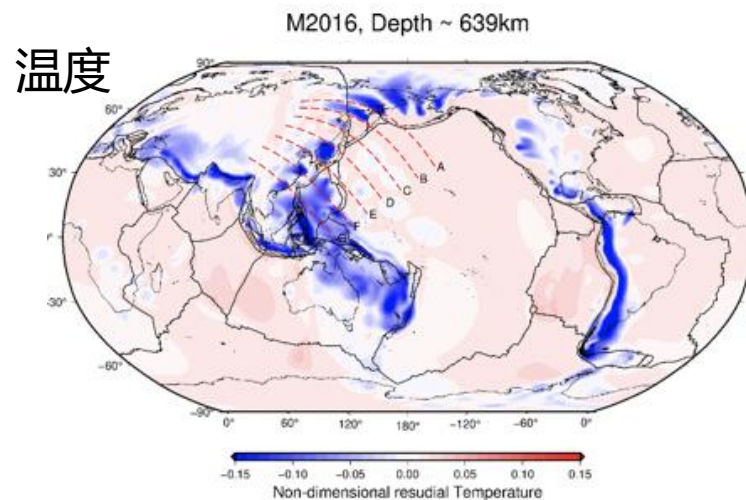 M2016, Depth ~ 639km
温度
90°
60°
30°
0°
-30°
-60°
-90°
A
B
C
D
E
F
0°
60°
120°
180°
-120°
-60°
0°
-0.15
-0.10
-0.05
0.00
0.05
0.10
0.15
Non-dimensional resudial Temperature